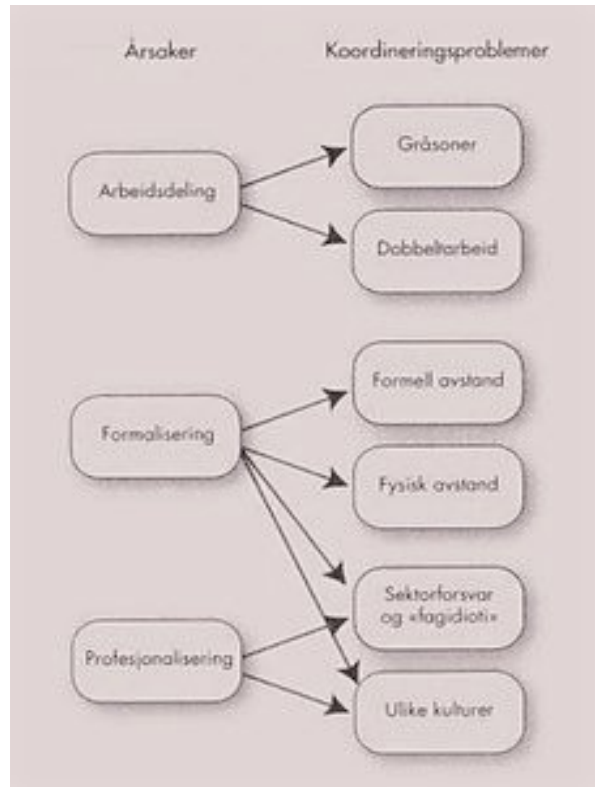 Årsaker
Koordineringsproblemer
Arbeidsdeling
Gråsoner
Dobbeltarbeid
Formalisering
Formell avstand
Fysisk avstand
Profesjonalisering
Sektorforsvar
og «fagidioti»
Ulike kulturer